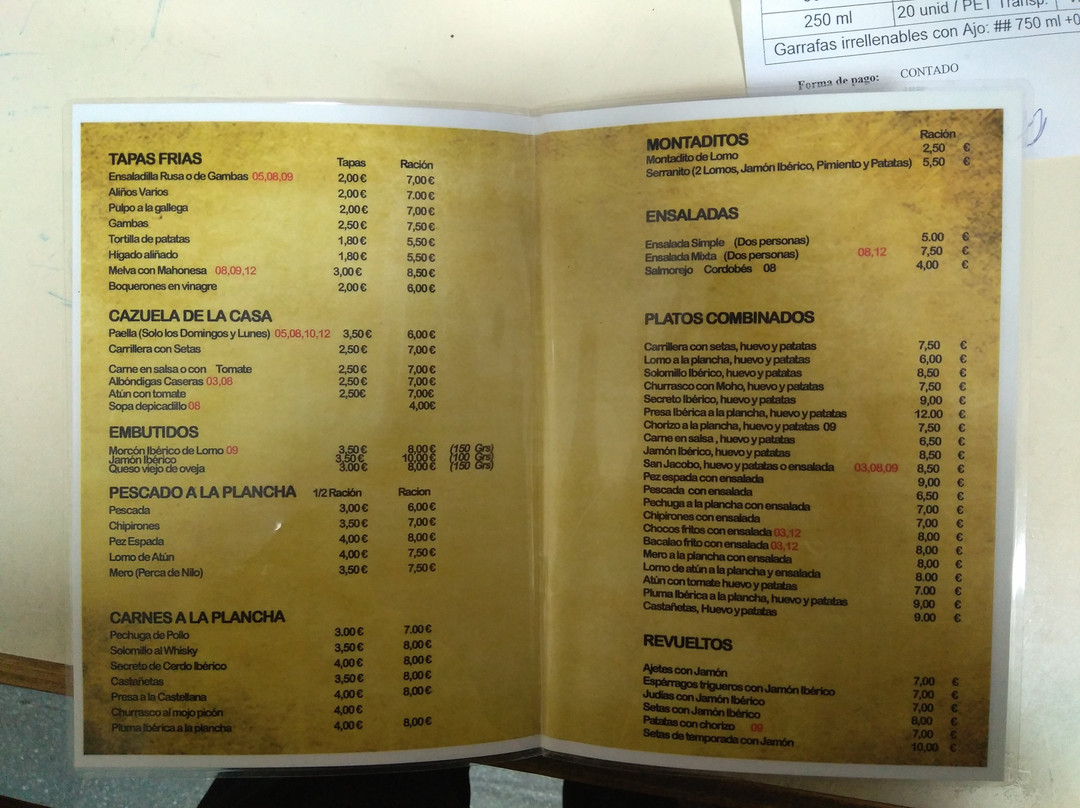 250 ml
20 unid / PET Transp.
Garrafas irrellenables con Ajo: ## 750 ml
Forma de pago: CONTADO
TAPAS FRIAS Tapas Ración
Ensaladilla Rusa o de Gambas 05,08,09 2,00 € 7,00 €
Aliños Varios 2,00 € 7.00 €
Pulpo a la gallega 2,00 € 7,00 €
Gambas 2,50 € 7,50 €
Tortilla de patatas 1,80 € 5,50 €
Hígado aliñado 1,80 € 5,50 €
Melva con Mahonesa 08,09,12 3,00 € 8,50 €
Boquerones en vinagre 2,00 € 6,00 €
CAZUELA DE LA CASA
Paella (Solo los Domingos y Lunes) 05,08,10,12 3,50 € 6,00 €
Carrillera con Setas 2,50 € 7,00 €
Carne en salsa o con Tomate 2,50 € 7,00 €
Albóndigas Caseras 03,08 2,50 € 7,00 €
Atún con tomate 2,50€ 7,00€
Sopa depicadillo 08 4,00€
EMBUTIDOS
Morcón Ibérico de Lomo 09 3,50 € 8,00 € (150 Grs)
Jamón Ibérico 3,50 € 10,00 € (100 Grs)
Queso viejo de oveja 3.00 € 8,00 € (150 Grs)
PESCADO A LA PLANCHA 1/2 Ración Racion
Pescada 3,00 € 6,00 €
Chipirones 3,50 € 7,00 €
Pez Espada 4,00 € 8,00 €
Lomo de Atún 4,00 € 7,50 €
Mero (Perca de Nilo) 3,50 € 7,50 €
CARNES A LA PLANCHA
Pechuga de Pollo 3.00 € 7.00 €
Solomillo al Whisky 3,50 € 8,00 €
Secreto de Cerdo Ibérico 4,00 € 8,00 €
Castañetas 3,50 € 8,00 €
Presa a la Castellana 4,00 € 8,00 €
Churrasco al mojo picón 4,00 €
Pluma Ibérica a la plancha 4,00 € 8,00 €
MONTADITOS Ración
Montadito de Lomo 2,50 €
Serranito (2 Lomos, Jamón Ibérico, Pimiento y Patatas) 5,50 €
ENSALADAS
Ensalada Simple (Dos personas) 5.00 €
Ensalada Mixta (Dos personas) 08,12 7,50 €
Salmorejo Cordobés 08 4,00 €
PLATOS COMBINADOS
Carrillera con setas, huevo y patatas 7,50 €
Lomo a la plancha, huevo y patatas 6,00 €
Solomillo Ibérico, huevo y patatas 8,50 €
Churrasco con Moho, huevo y patatas 7,50 €
Secreto Ibérico, huevo y patatas 9,00 €
Presa Ibérica a la plancha, huevo y patatas 12.00 €
Chorizo a la plancha, huevo y patatas 09 7,50 €
Carne en salsa , huevo y patatas 6,50 €
Jamón Ibérico, huevo y patatas 8,50 €
San Jacobo, huevo y patatas o ensalada 03,08,09 8,50 €
Pez espada con ensalada 9,00 €
Pescada con ensalada 6,50 €
Pechuga a la plancha con ensalada 7,00 €
Chipirones con ensalada 7,00 €
Chocos fritos con ensalada 03,12 8,00 €
Bacalao frito con ensalada 03,12 8,00 €
Mero a la plancha con ensalada 8,00 €
Lomo de atún a la plancha y ensalada 8.00 €
Atún con tomate huevo y patatas 7.00 €
Pluma Ibérica a la plancha, huevo y patatas 9,00 €
Castañetas, Huevo y patatas 9.00 €
REVUELTOS
Ajetes con Jamón 7,00 €
Espárragos trigueros con Jamón Ibérico 7,00 €
Judías con Jamón Ibérico 7,00 €
Setas con Jamón Ibérico 8,00 €
Patatas con chorizo 09 7,00 €
Setas de temporada con Jamón 10,00 €